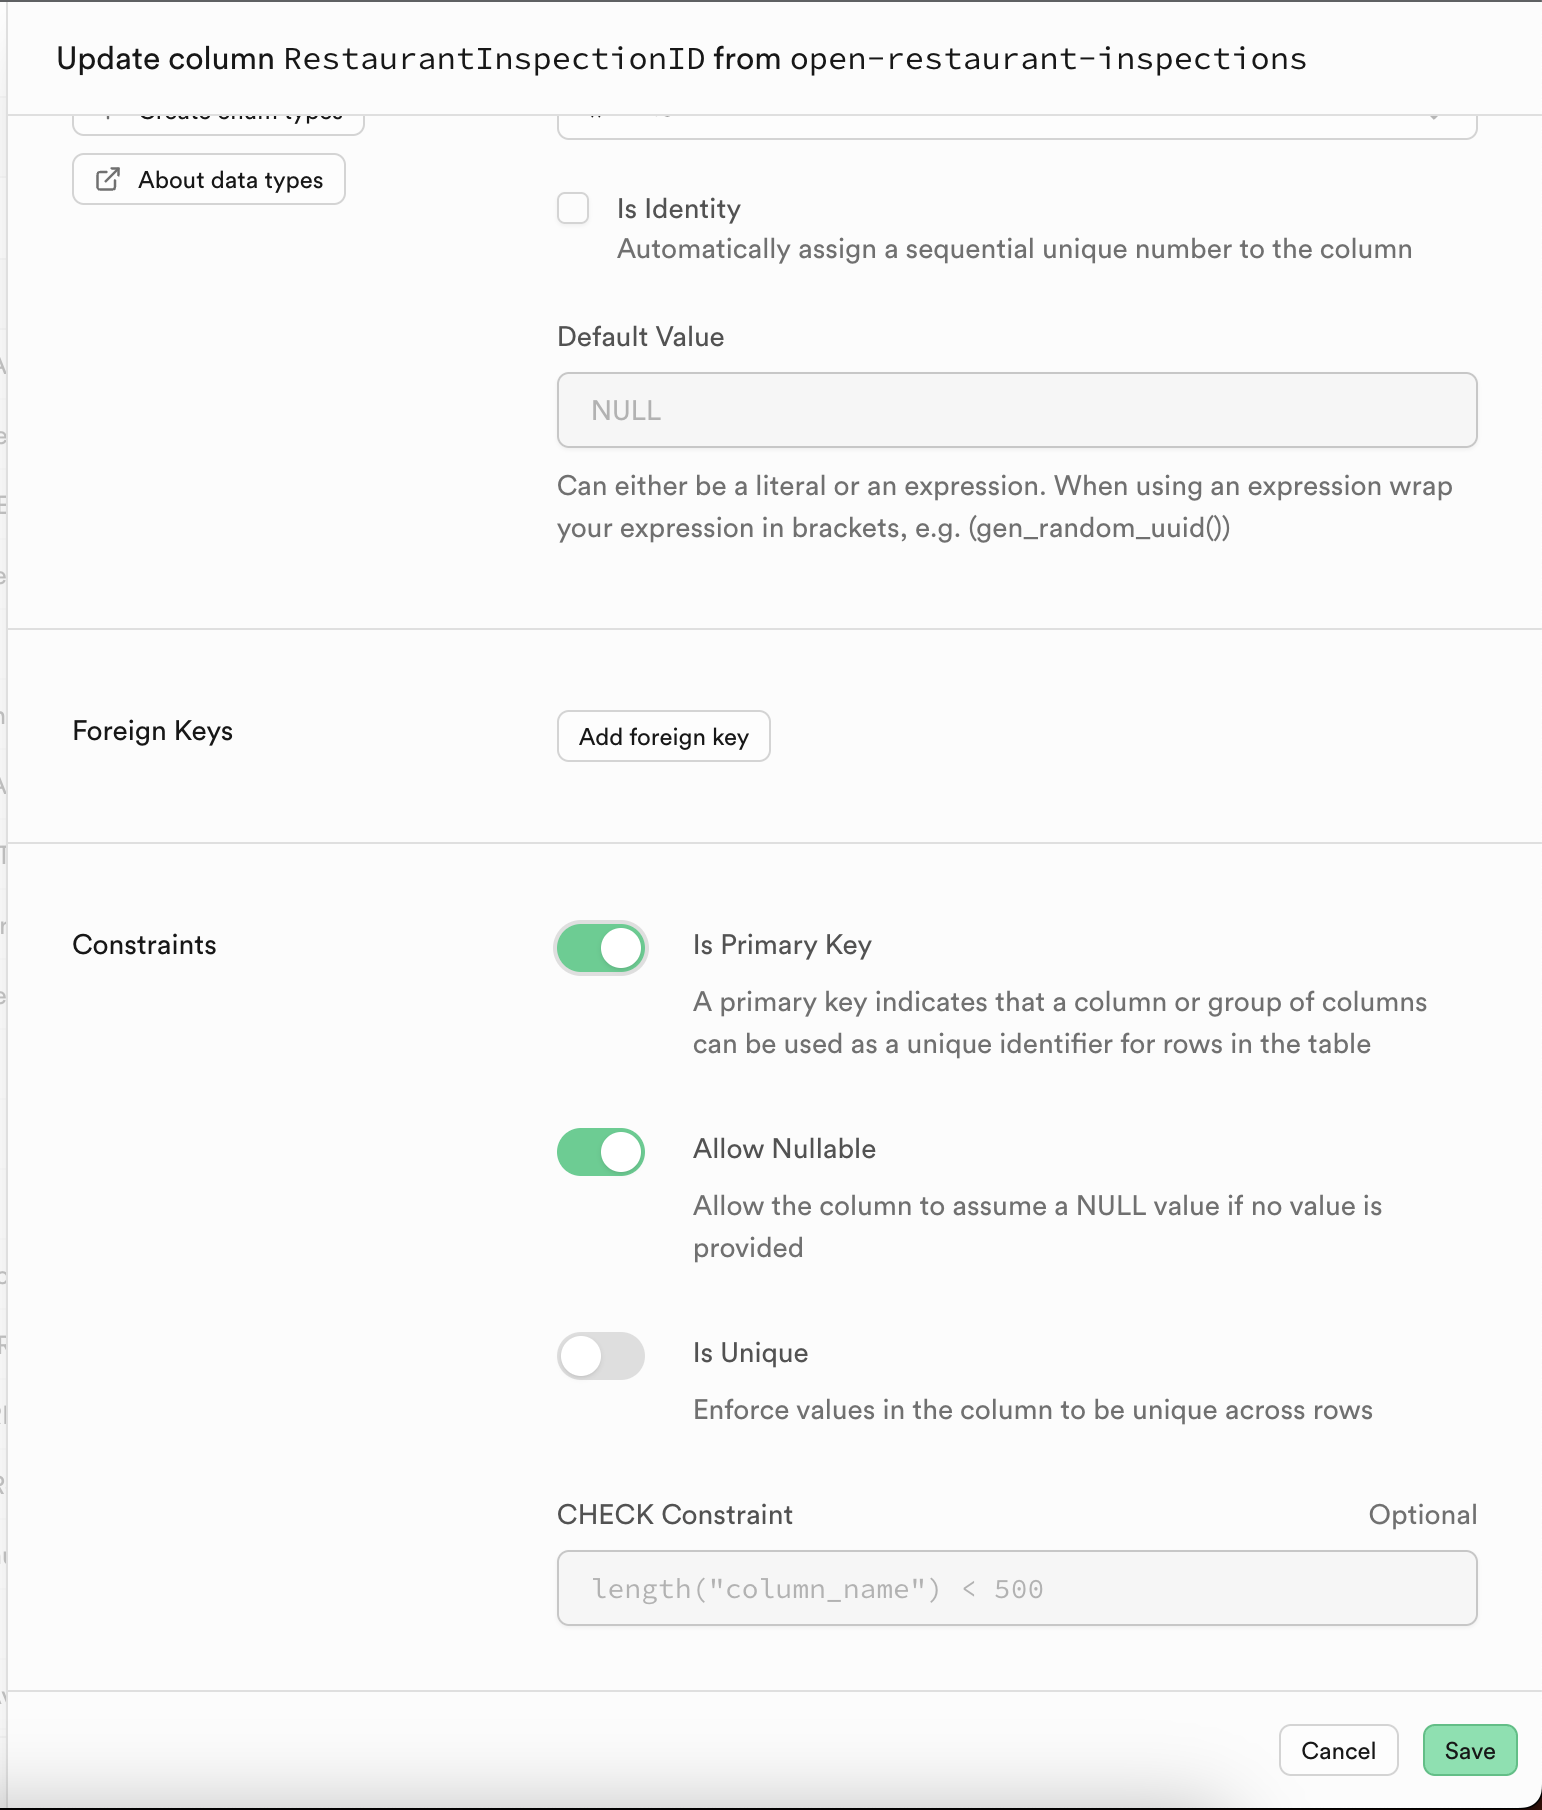 Update column RestaurantInspectionID from open-restaurant-inspections
Create enum types
About data types
Is Identity
Automatically assign a sequential unique number to the column
Default Value
NULL
Can either be a literal or an expression. When using an expression wrap
your expression in brackets, e.g. (gen_random_uuid())
Foreign Keys
Add foreign key
Constraints
Is Primary Key
A primary key indicates that a column or group of columns
can be used as a unique identifier for rows in the table
Allow Nullable
Allow the column to assume a NULL value if no value is
provided
Is Unique
Enforce values in the column to be unique across rows
CHECK Constraint
Optional
length("column_name") < 500
Cancel
Save